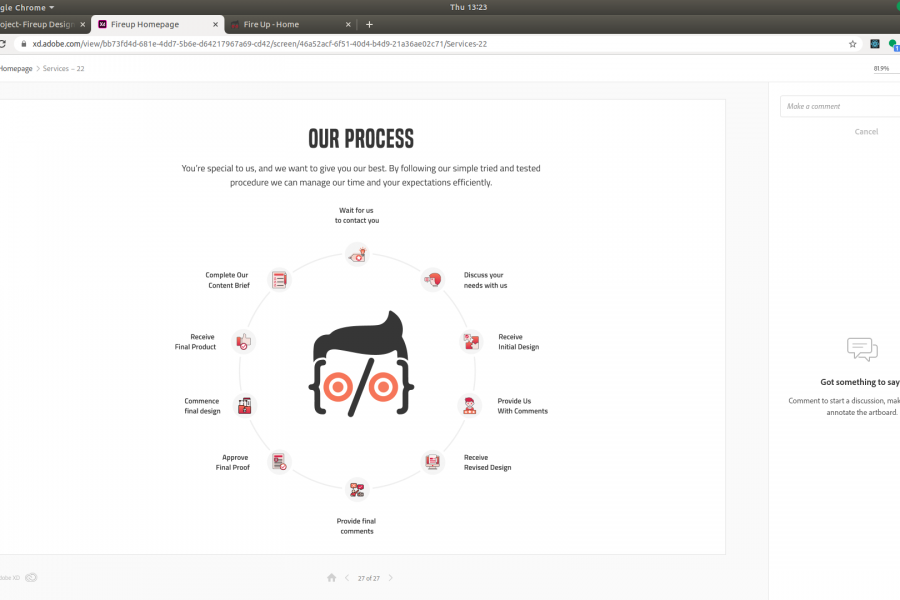 gle Chrome
Thu 13:23
oject- Fireup Design
Xd Fireup Homepage
Fire Up - Home
xd.adobe.com/view/bb73fd4d-681e-4dd7-5b6e-d64217967a69-cd42/screen/46a52acf-6f51-40d4-b4d9-21a36ae02c71/Services-22
Homepage > Services – 22
81.9%
Make a comment
Cancel
OUR PROCESS
You're special to us, and we want to give you our best. By following our simple tried and tested
procedure we can manage our time and your expectations efficiently.
Wait for us
to contact you
Complete Our
Content Brief
Discuss your
needs with us
Receive
Final Product
Receive
Initial Design
Commence
final design
Provide Us
With Comments
Approve
Final Proof
Receive
Revised Design
Provide final
comments
Got something to say
Comment to start a discussion, mak
annotate the artboard.
27 of 27